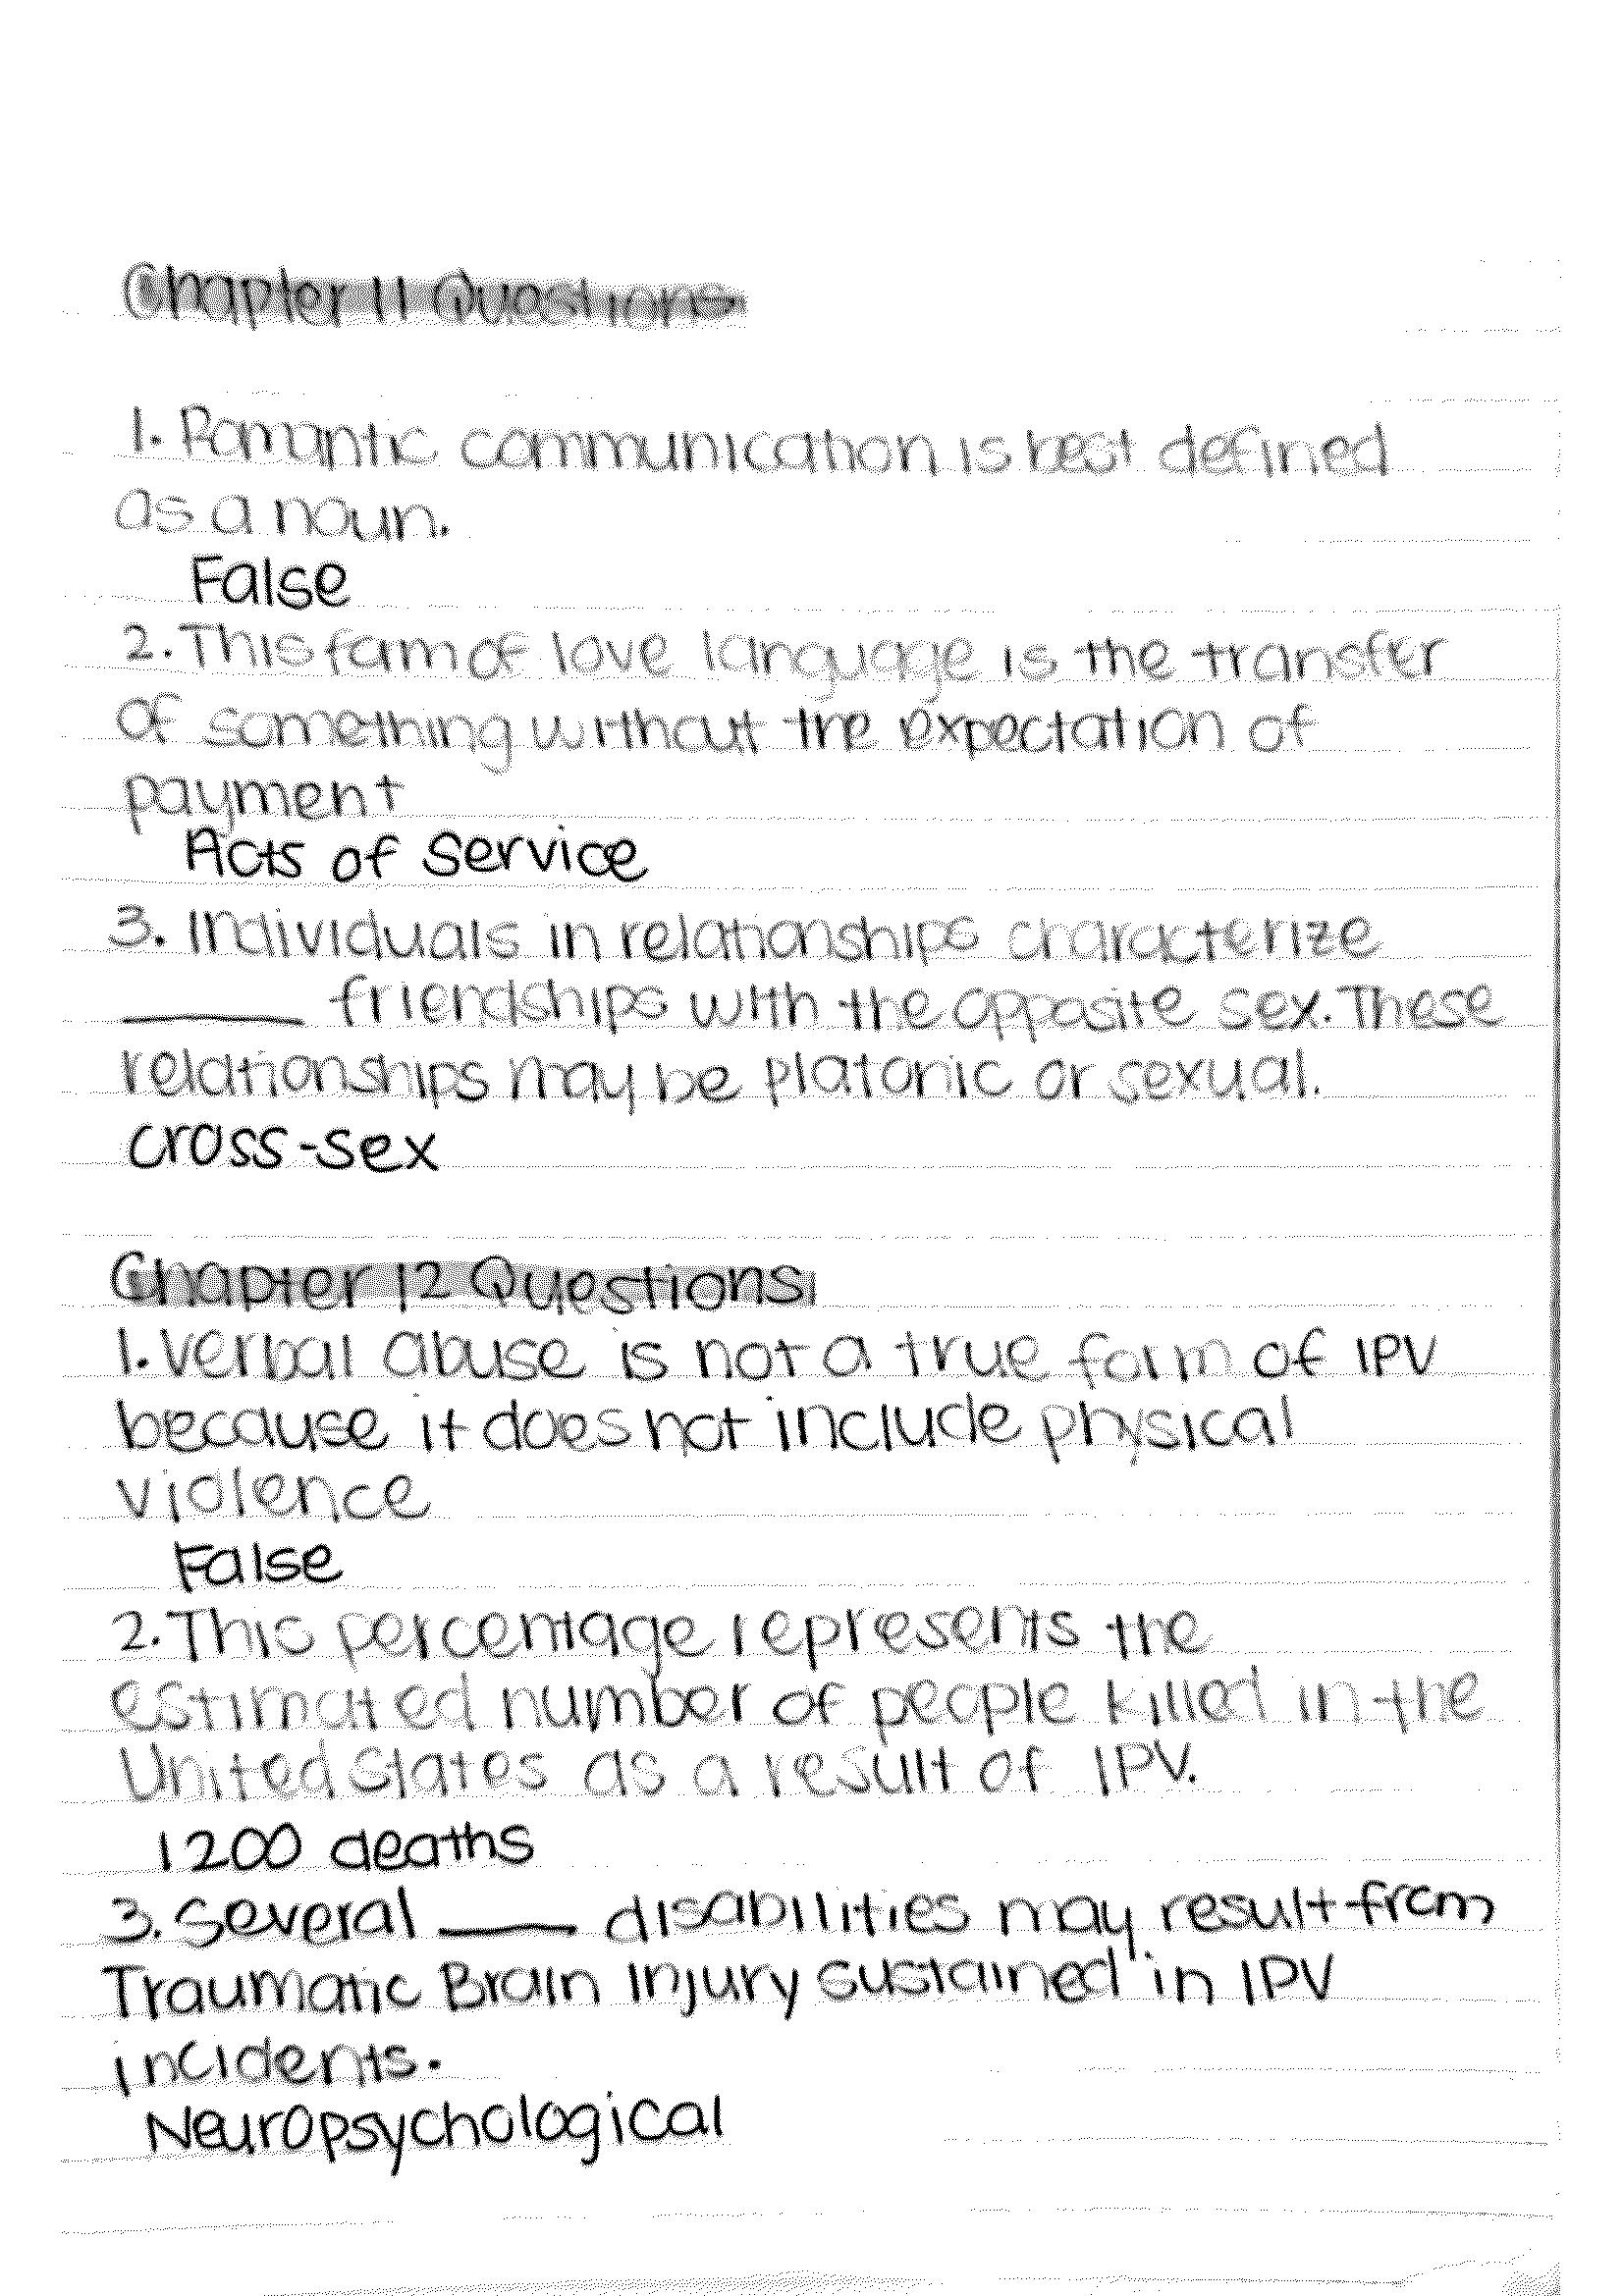 Chapter 11 Questions
1. Romantic communication is best defined
as a noun.
False
2. This form of love language is the transfer
of something without the expectation of
payment
Acts of Service
3. Individuals in relationships characterize
______ friendships with the opposite sex. These
relationships may be platonic or sexual.
cross-sex
Chapter 12 Questions
1. Verbal abuse is not a true form of IPV
because it does not include physical
violence
False
2. This percentage represents the
estimated number of people killed in the
United States as a result of IPV.
1200 deaths
3. Several ____ disabilities may result from
Traumatic Brain Injury sustained in IPV
incidents.
Neuropsychological